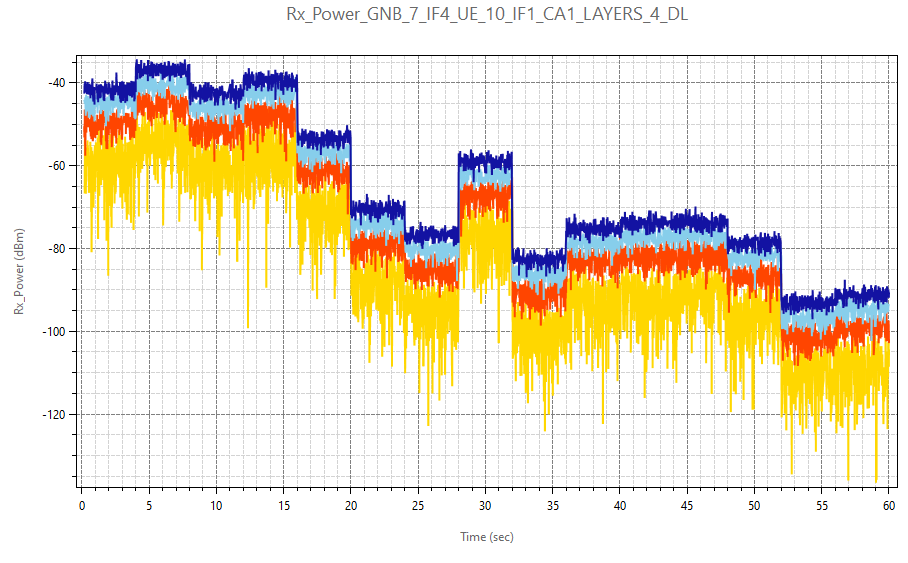 Rx_Power_GNB_7_IF4_UE_10_IF1_CA1_LAYERS_4_DL
-40
-60
-80
-100
-120
Rx_Power (dBm)
0 5 10 15 20 25 30 35 40 45 50 55 60
Time (sec)